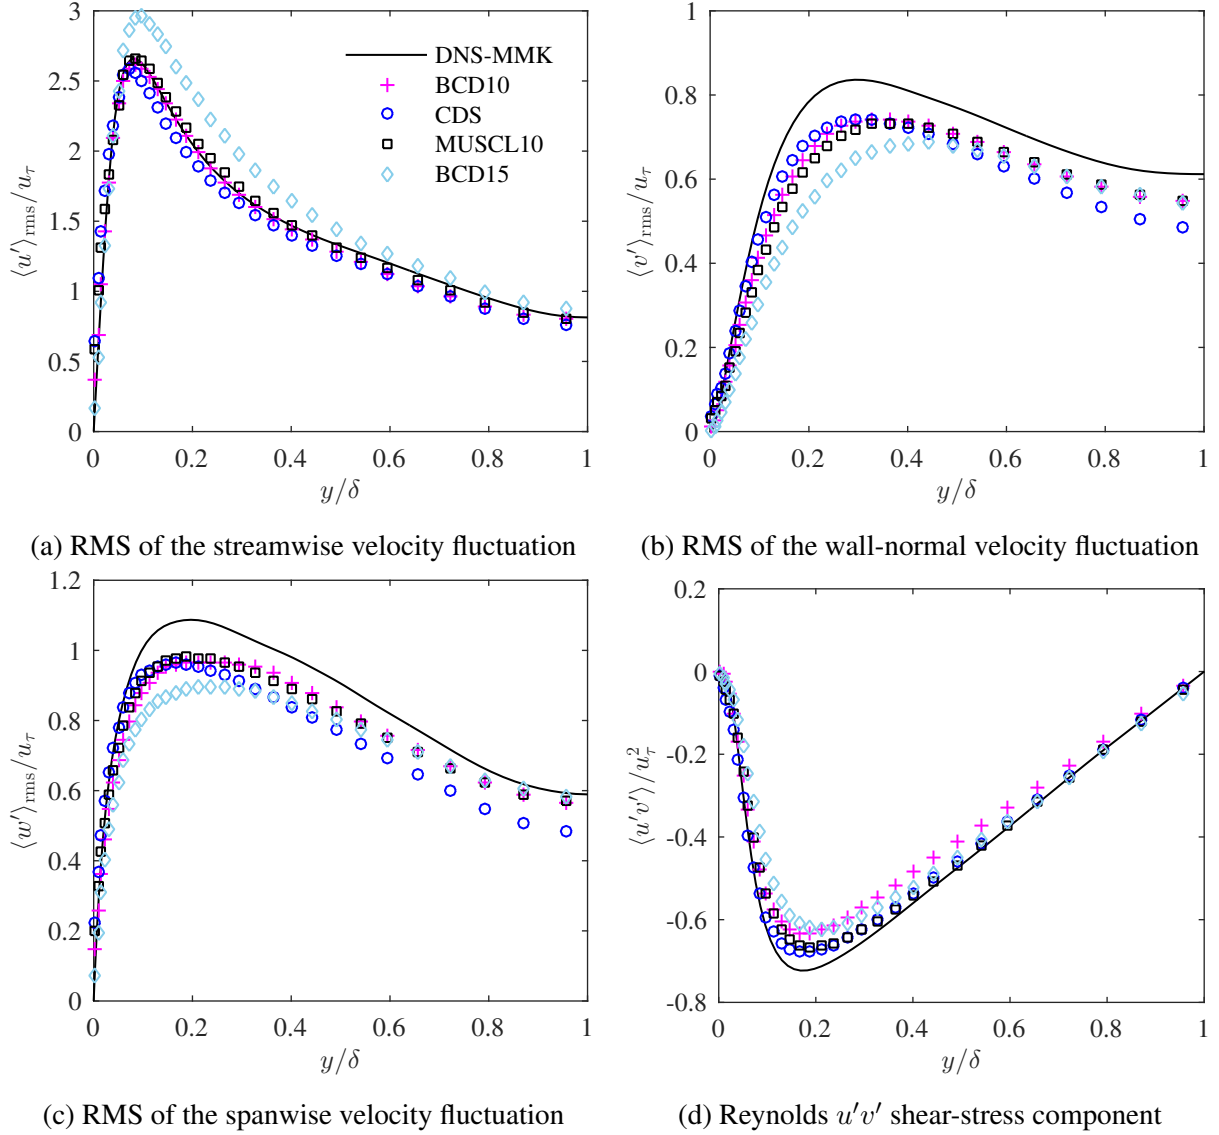 3
2.5
2
1.5
1
0.5
0
0 0.2 0.4 0.6 0.8 1
⟨u′⟩rms/uτ
y/δ
DNS-MMK
BCD10
CDS
MUSCL10
BCD15
(a) RMS of the streamwise velocity fluctuation
1
0.8
0.6
0.4
0.2
0
0 0.2 0.4 0.6 0.8 1
⟨v′⟩rms/uτ
y/δ
(b) RMS of the wall-normal velocity fluctuation
1.2
1
0.8
0.6
0.4
0.2
0
0 0.2 0.4 0.6 0.8 1
⟨w′⟩rms/uτ
y/δ
(c) RMS of the spanwise velocity fluctuation
0.2
0
-0.2
-0.4
-0.6
-0.8
0 0.2 0.4 0.6 0.8 1
⟨u′v′⟩/uτ²
y/δ
(d) Reynolds u′v′ shear-stress component